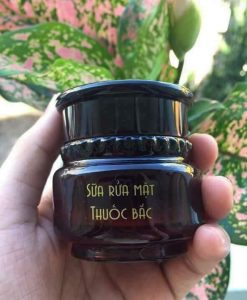 SỮA RỬA MẶT
THUỐC BẮC